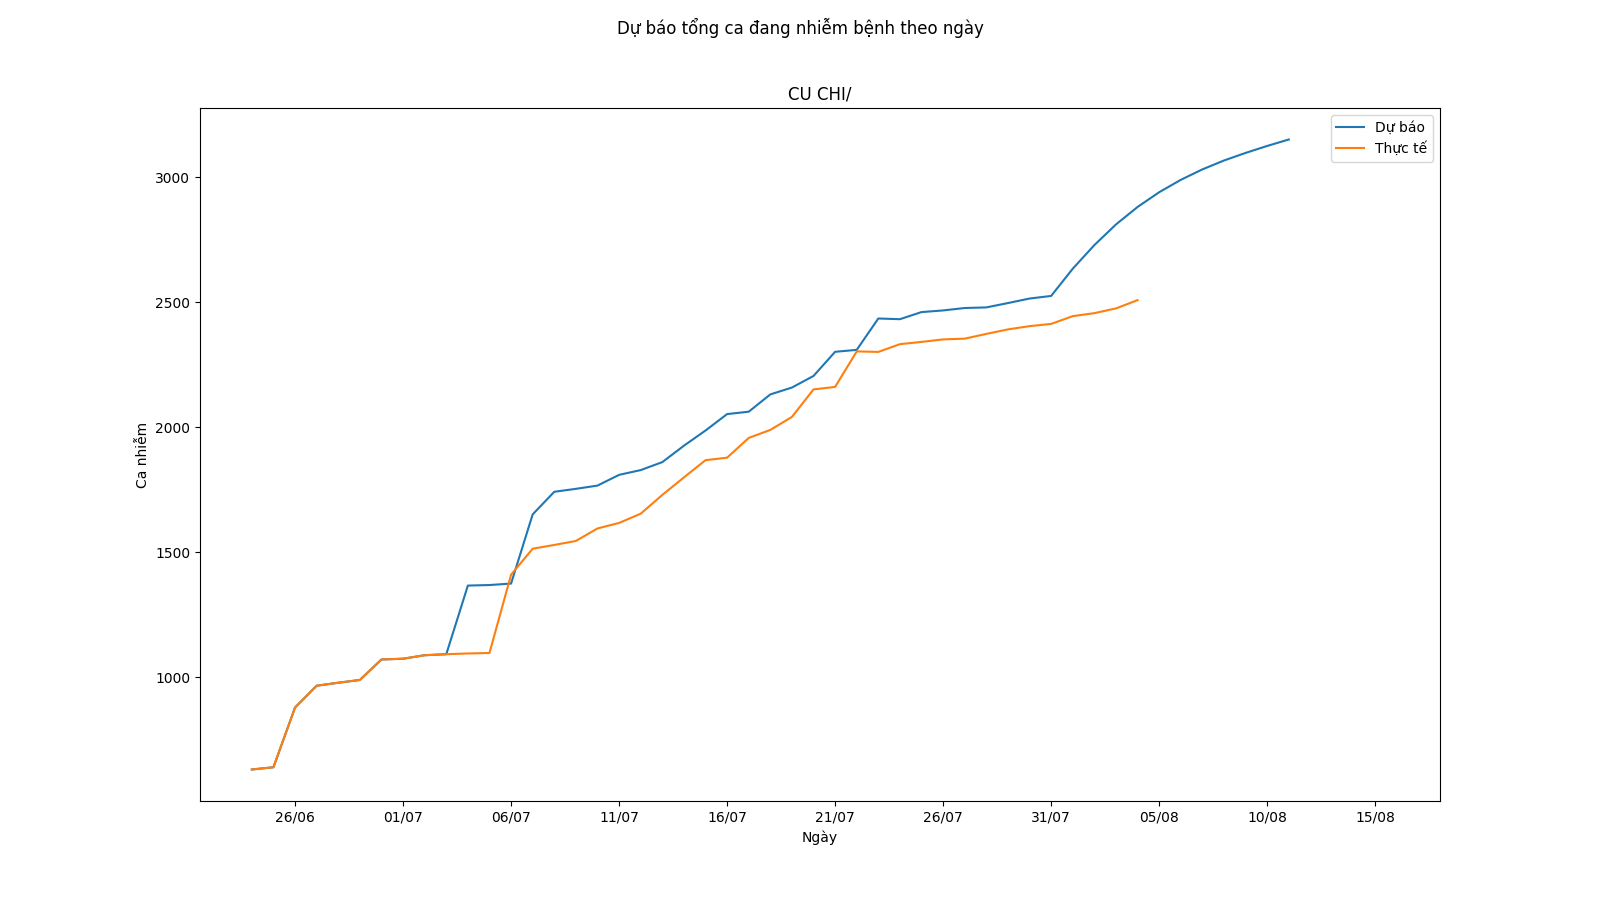 Dự báo tổng ca đang nhiễm bệnh theo ngày
CU CHI/
Dự báo
Thực tế
3000
2500
2000
1500
1000
Ca nhiễm
26/06 01/07 06/07 11/07 16/07 21/07 26/07 31/07 05/08 10/08 15/08
Ngày